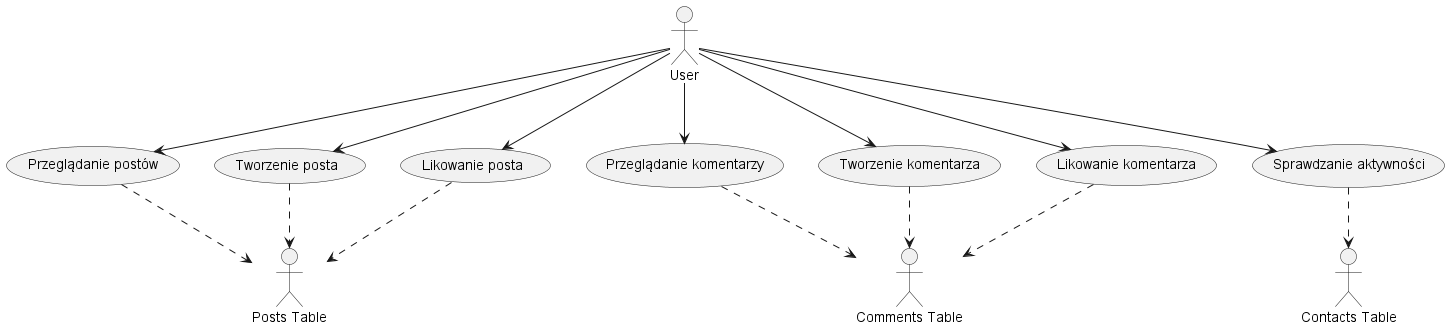 User
Przeglądanie postów
Tworzenie posta
Likowanie posta
Przeglądanie komentarzy
Tworzenie komentarza
Likowanie komentarza
Sprawdzanie aktywności
Posts Table
Comments Table
Contacts Table